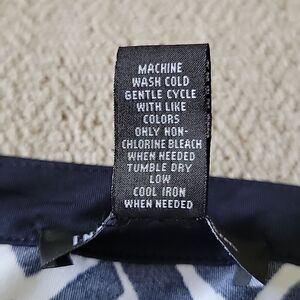 MACHINE
WASH COLD
GENTLE CYCLE
WITH LIKE
COLORS
ONLY NON-
CHLORINE BLEACH
WHEN NEEDED
TUMBLE DRY
LOW
COOL IRON
WHEN NEEDED